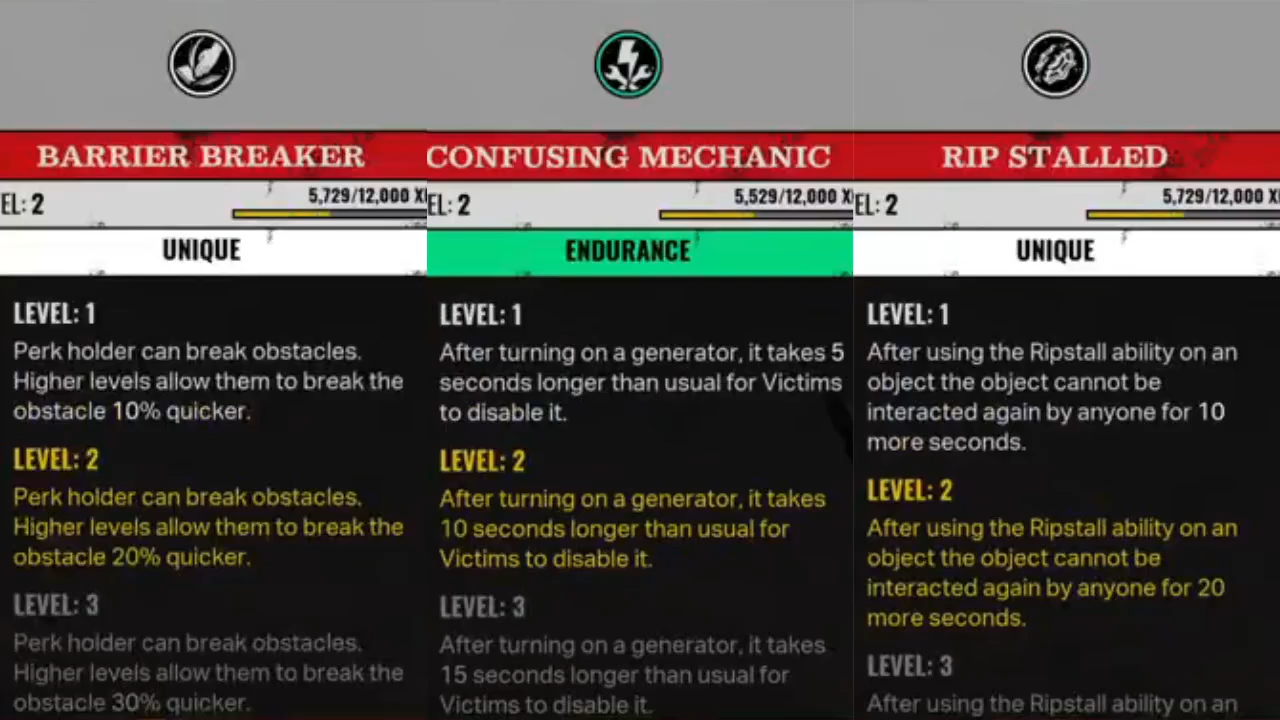 BARRIER BREAKER
EL: 2
5,729/12,000 X
UNIQUE
LEVEL: 1
Perk holder can break obstacles.
Higher levels allow them to break the
obstacle 10% quicker.
LEVEL: 2
Perk holder can break obstacles.
Higher levels allow them to break the
obstacle 20% quicker.
LEVEL: 3
Perk holder can break obstacles.
Higher levels allow them to break the
obstacle 30% quicker.
CONFUSING MECHANIC
EL: 2
5,529/12,000 X
ENDURANCE
LEVEL: 1
After turning on a generator, it takes 5
seconds longer than usual for Victims
to disable it.
LEVEL: 2
After turning on a generator, it takes
10 seconds longer than usual for
Victims to disable it.
LEVEL: 3
After turning on a generator, it takes
15 seconds longer than usual for
Victims to disable it.
RIP STALLED
EL: 2
5,729/12,000 X
UNIQUE
LEVEL: 1
After using the Ripstall ability on an
object the object cannot be
interacted again by anyone for 10
more seconds.
LEVEL: 2
After using the Ripstall ability on an
object the object cannot be
interacted again by anyone for 20
more seconds.
LEVEL: 3
After using the Ripstall ability on an